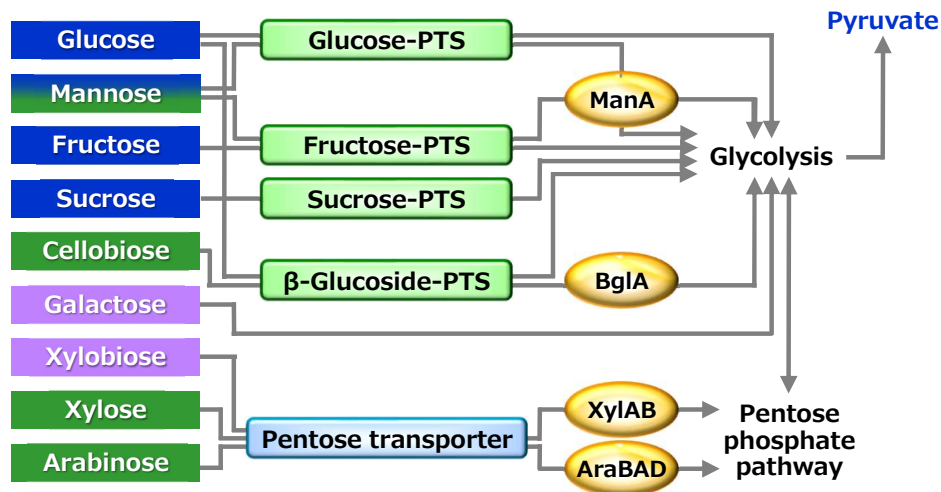 Glucose
Mannose
Fructose
Sucrose
Cellobiose
Galactose
Xylobiose
Xylose
Arabinose
Glucose-PTS
Fructose-PTS
Sucrose-PTS
β-Glucoside-PTS
Pentose transporter
ManA
BglA
XylAB
AraBAD
Pyruvate
Glycolysis
Pentose
phosphate
pathway